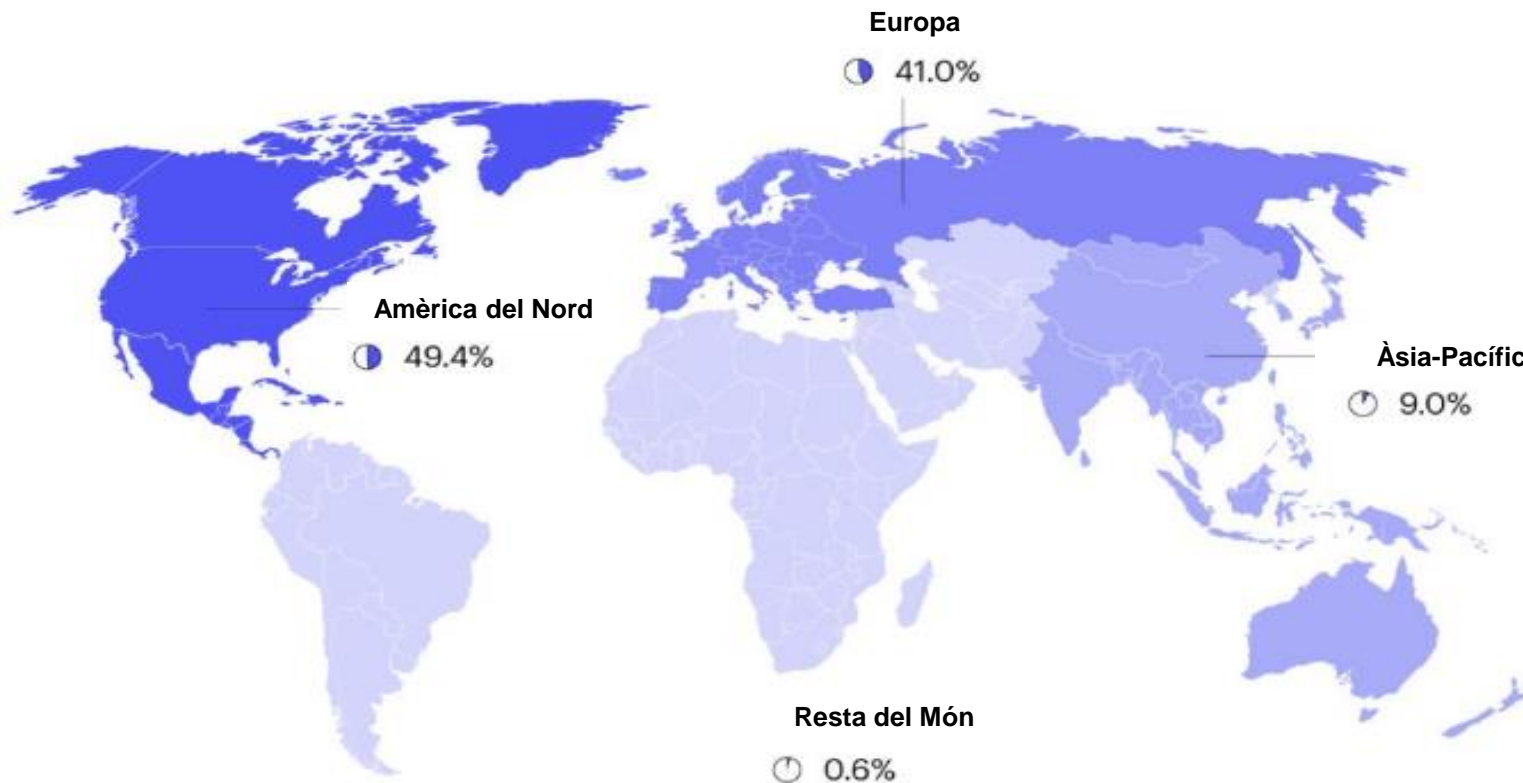 Europa
41.0%
Amèrica del Nord
49.4%
Àsia-Pacífic
9.0%
Resta del Món
0.6%